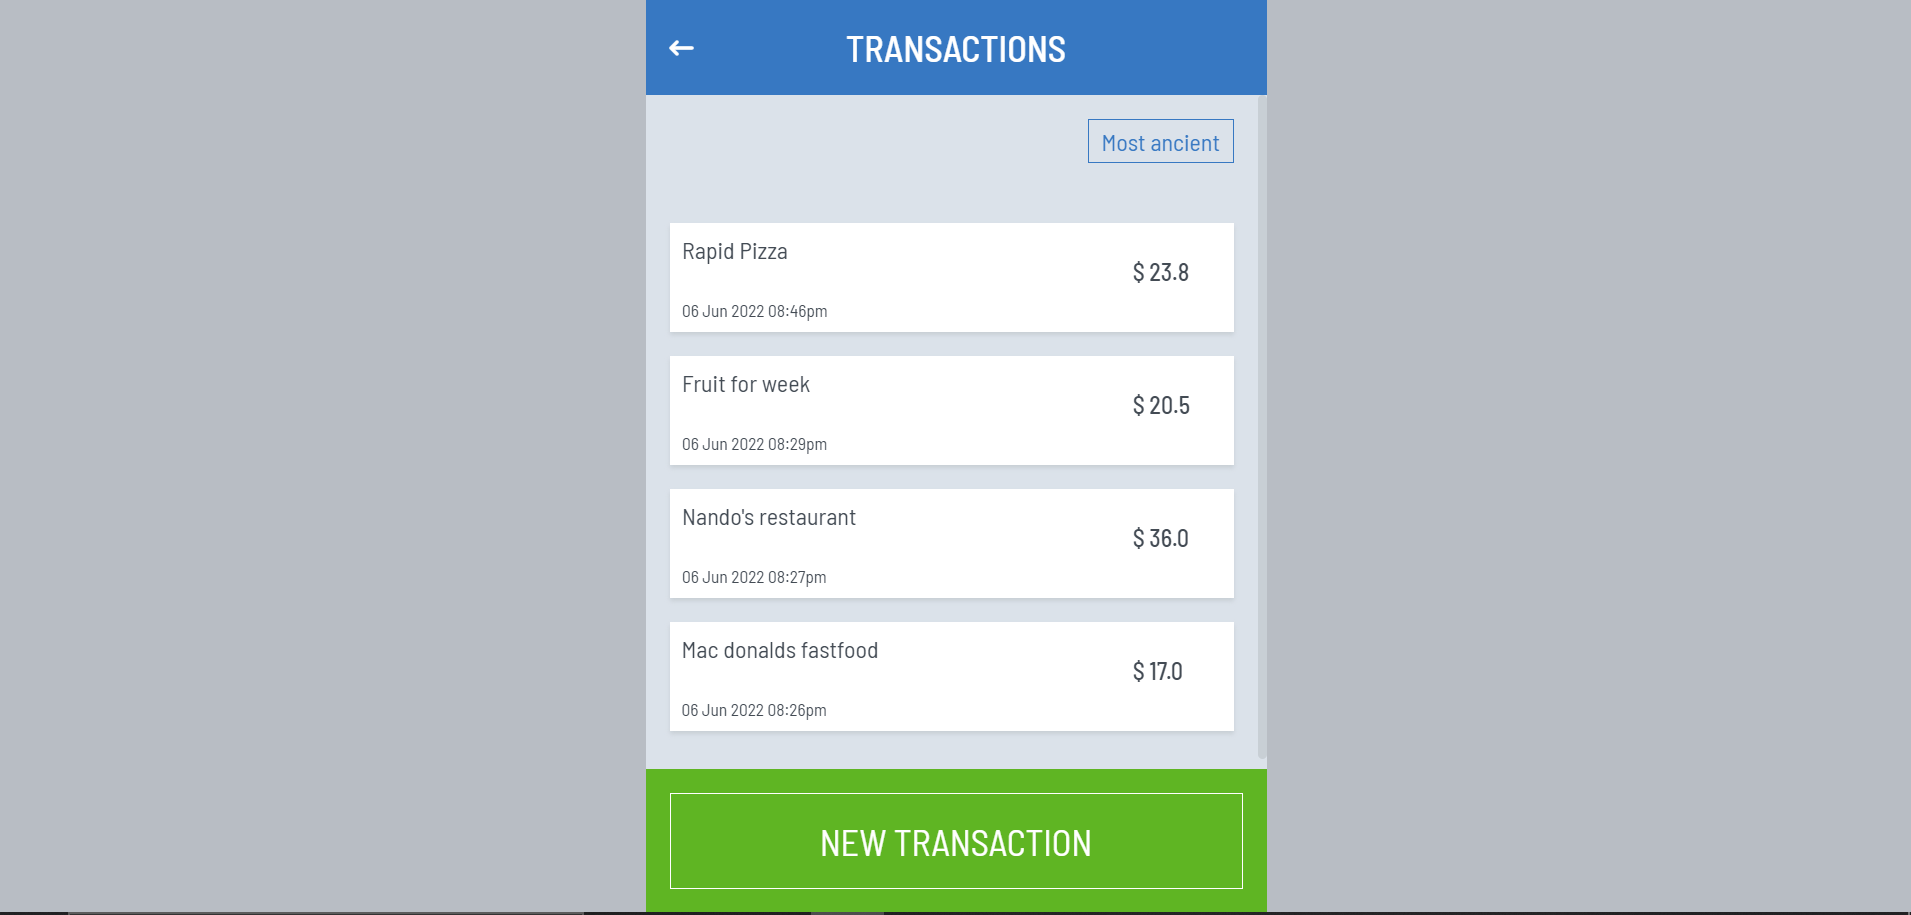 TRANSACTIONS
Most ancient
Rapid Pizza
$ 23.8
06 Jun 2022 08:46pm
Fruit for week
$ 20.5
06 Jun 2022 08:29pm
Nando's restaurant
$ 36.0
06 Jun 2022 08:27pm
Mac donalds fastfood
$ 17.0
06 Jun 2022 08:26pm
NEW TRANSACTION